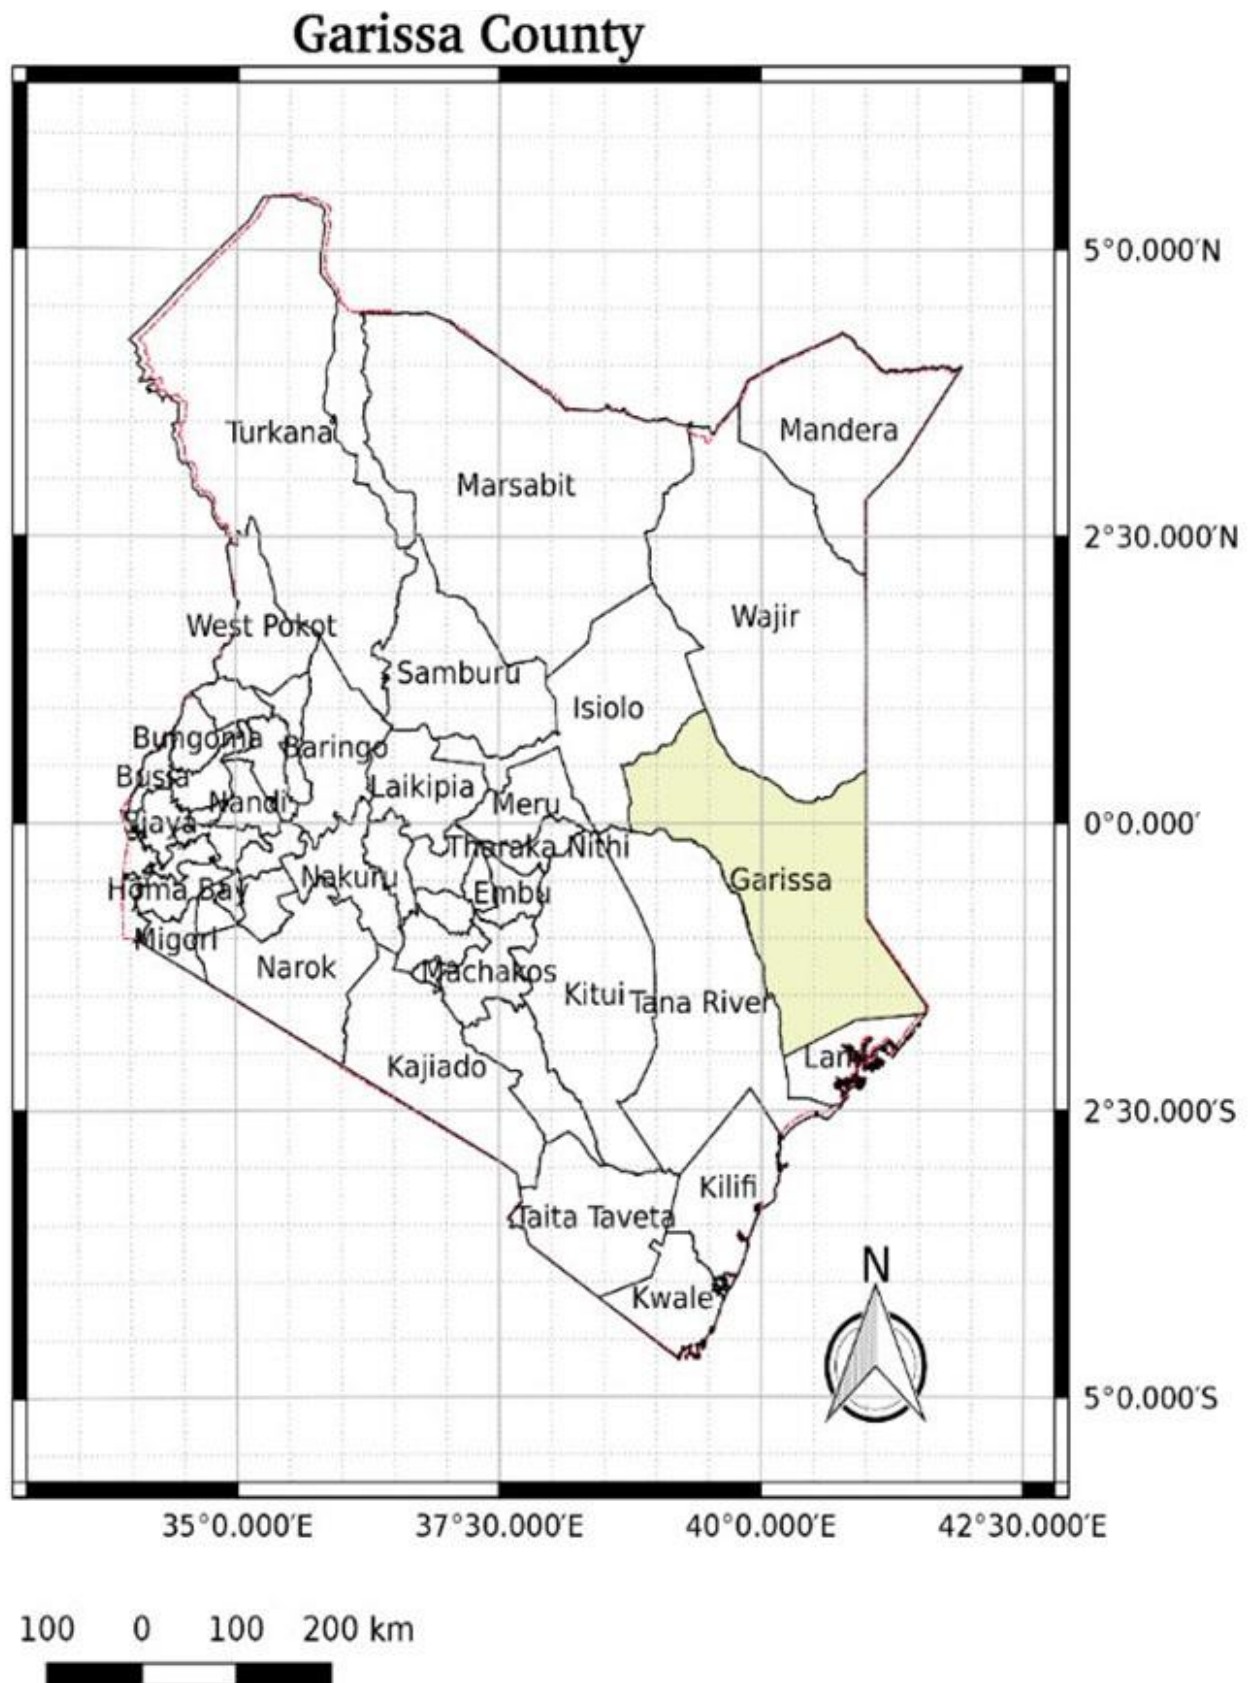 Garissa County
5°0.000′N
Turkana
Mandera
Marsabit
2°30.000′N
Wajir
West Pokot
Samburu
Isiolo
Bungoma
Baringo
Busia
Laikipia
Nandi
Meru
Siaya
0°0.000′
Tharaka Nithi
Nakuru
Garissa
Homa Bay
Embu
Migori
Narok
Machakos
Kitui
Tana River
Lamu
Kajiado
2°30.000′S
Kilifi
Taita Taveta
N
Kwale
5°0.000′S
35°0.000′E 37°30.000′E 40°0.000′E 42°30.000′E
100 0 100 200 km